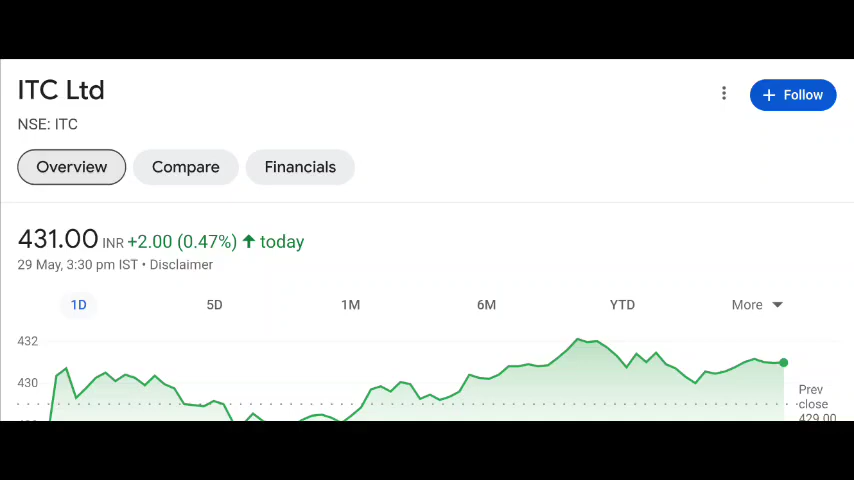 ITC Ltd
Follow
NSE: ITC
Overview Compare Financials
431.00 INR +2.00 (0.47%) today
29 May, 3:30 pm IST • Disclaimer
1D 5D 1M 6M YTD More
432
430
Prev
close
429.00